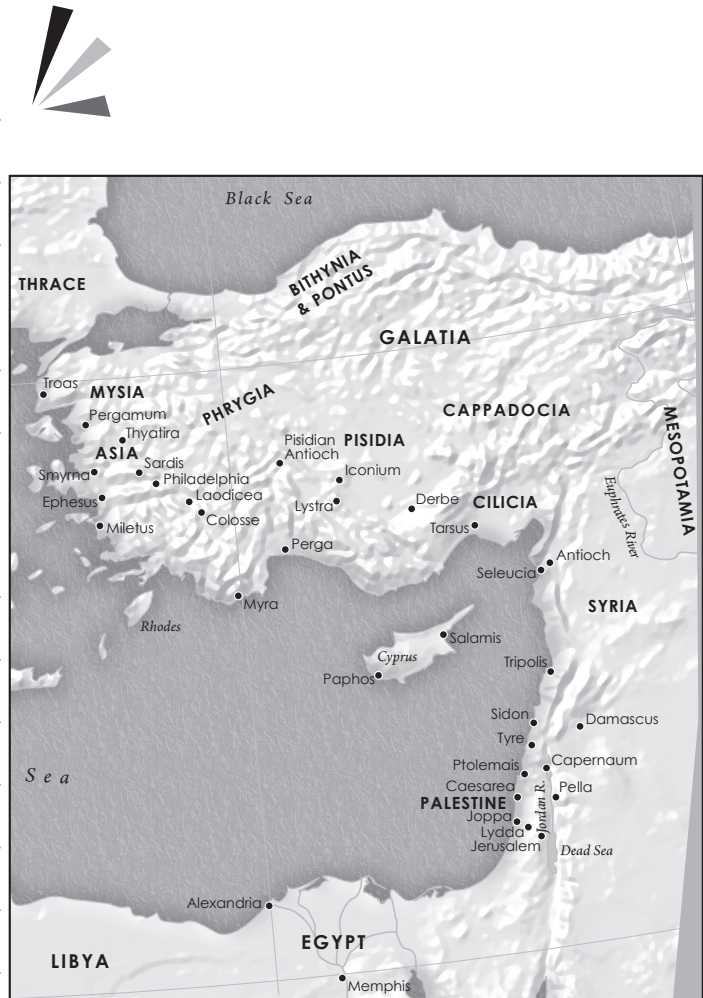 Black Sea
THRACE
BITHYNIA
& PONTUS
GALATIA
Troas
MYSIA
PHRYGIA
CAPPADOCIA
MESOPOTAMIA
Pergamum
Thyatira
ASIA
Pisidian
Antioch
PISIDIA
Smyrna
Sardis
Philadelphia
Iconium
Ephesus
Laodicea
Colosse
Lystra
Derbe
CILICIA
Euphrates River
Miletus
Tarsus
Perga
Antioch
Seleucia
Myra
SYRIA
Rhodes
Salamis
Cyprus
Paphos
Tripolis
Sidon
Damascus
Tyre
Sea
Ptolemais
Capernaum
Caesarea
Pella
PALESTINE
Jordan R.
Joppa
Lydda
Jerusalem
Dead Sea
Alexandria
EGYPT
LIBYA
Memphis